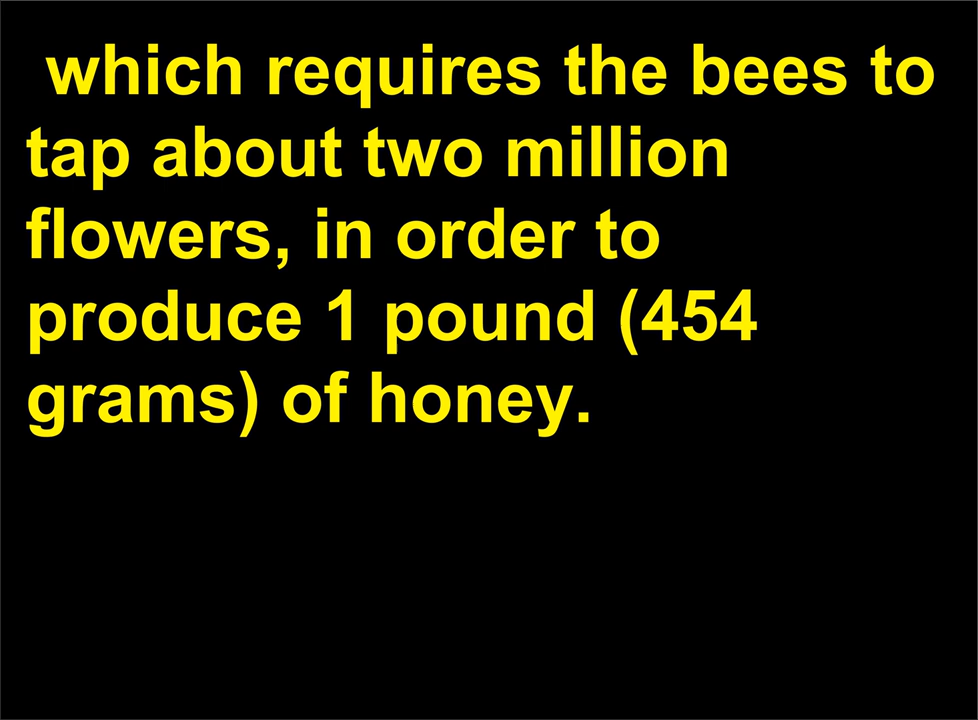 which requires the bees to
tap about two million
flowers, in order to
produce 1 pound (454
grams) of honey.